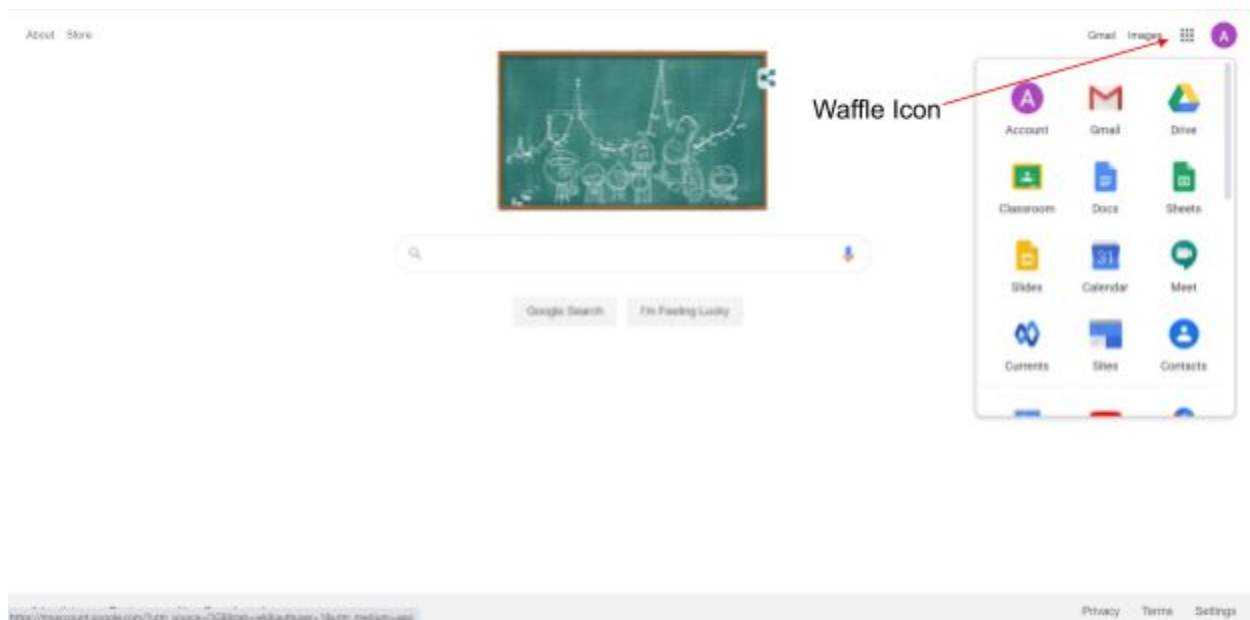 About Store
Gmail Images
A
Waffle Icon
A
Account Gmail Drive
Classroom Docs Sheets
31
Slides Calendar Meet
Currents Sites Contacts
Google Search I'm Feeling Lucky
Privacy Terms Settings